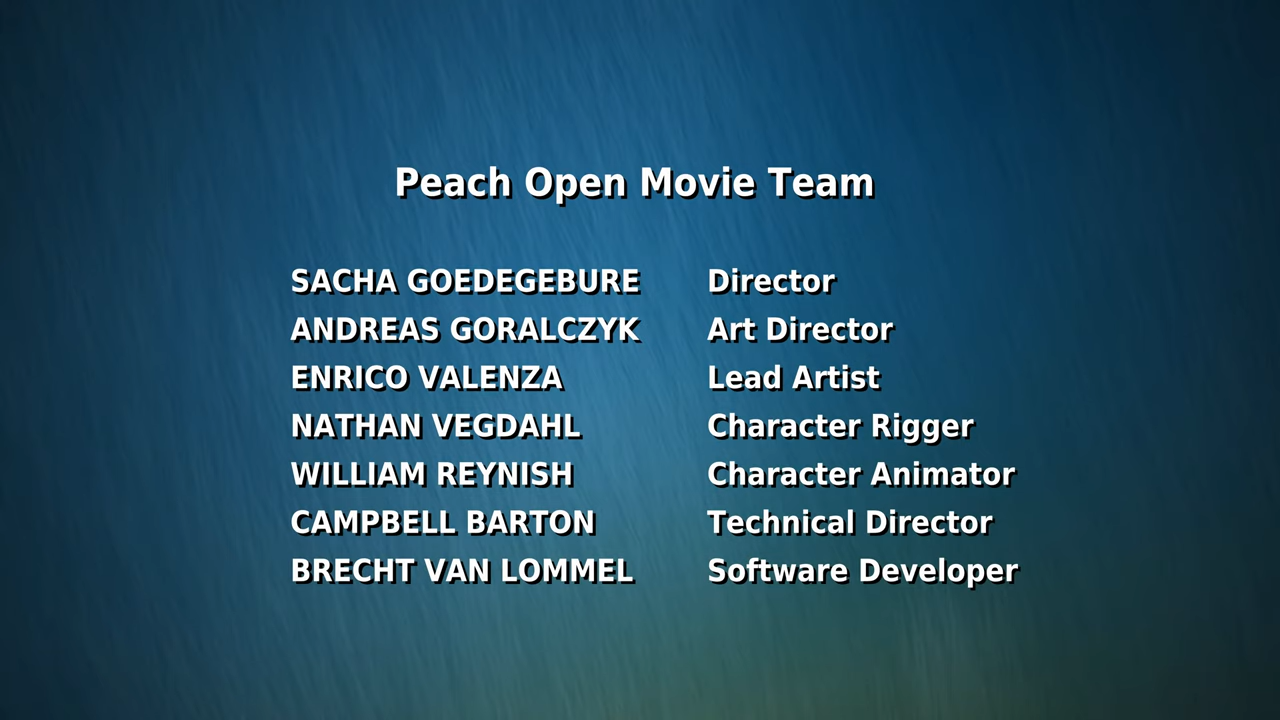 Peach Open Movie Team
SACHA GOEDEGEBURE Director
ANDREAS GORALCZYK Art Director
ENRICO VALENZA Lead Artist
NATHAN VEGDAHL Character Rigger
WILLIAM REYNISH Character Animator
CAMPBELL BARTON Technical Director
BRECHT VAN LOMMEL Software Developer